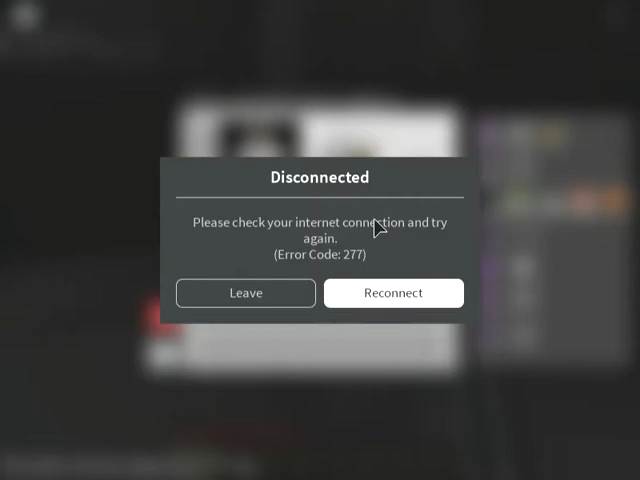 Disconnected
Please check your internet connection and try
again.
(Error Code: 277)
Leave
Reconnect